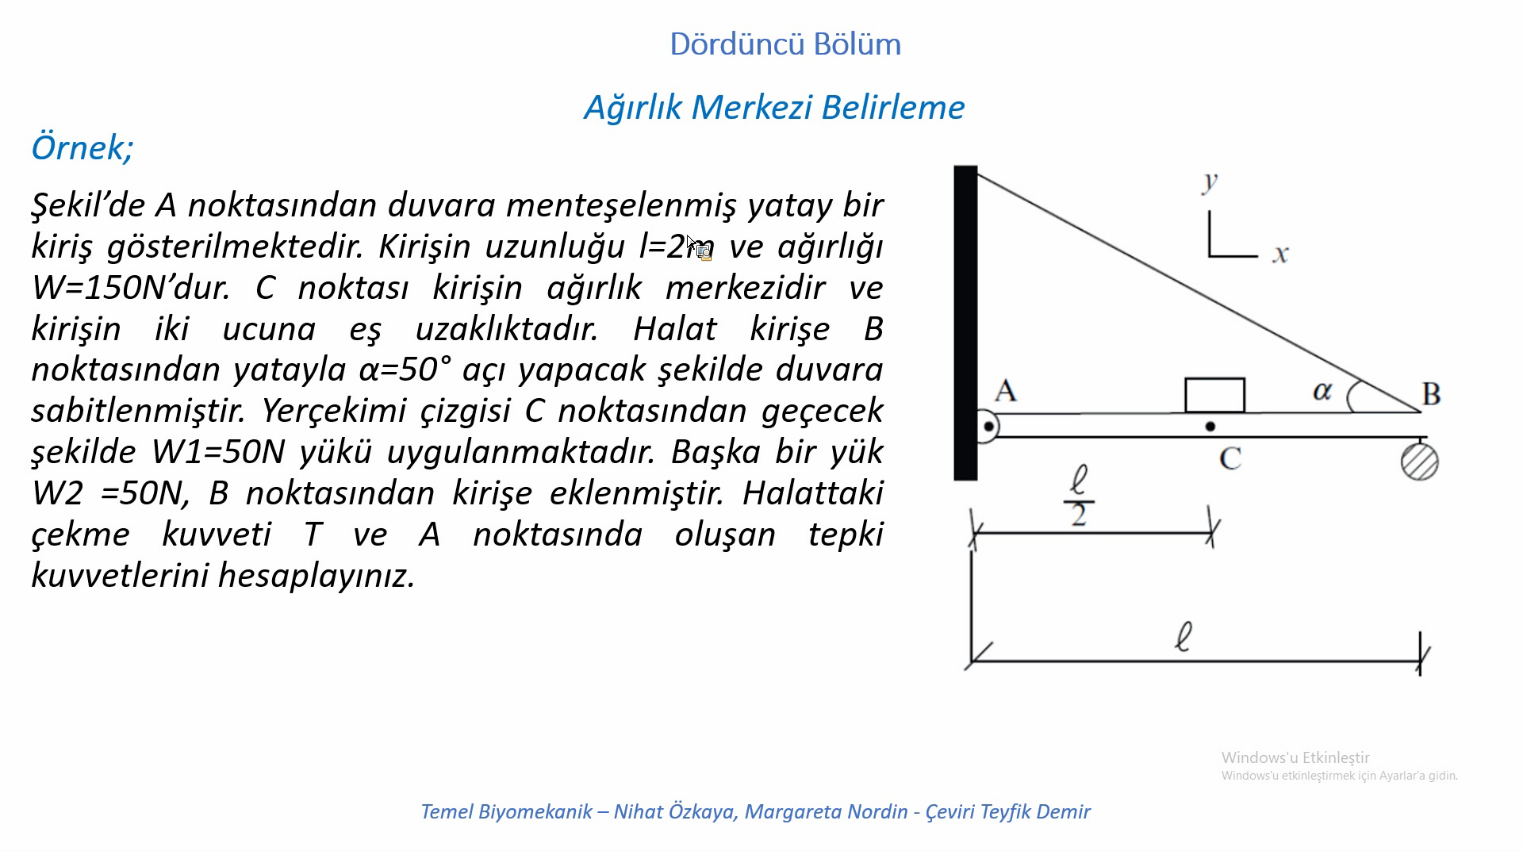 Dördüncü Bölüm
Ağırlık Merkezi Belirleme
Örnek;
Şekil’de A noktasından duvara menteşelenmiş yatay bir
kiriş gösterilmektedir. Kirişin uzunluğu l=2m ve ağırlığı
W=150N’dur. C noktası kirişin ağırlık merkezidir ve
kirişin iki ucuna eş uzaklıktadır. Halat kirişe B
noktasından yatayla α=50° açı yapacak şekilde duvara
sabitlenmiştir. Yerçekimi çizgisi C noktasından geçecek
şekilde W1=50N yükü uygulanmaktadır. Başka bir yük
W2 =50N, B noktasından kirişe eklenmiştir. Halattaki
çekme kuvveti T ve A noktasında oluşan tepki
kuvvetlerini hesaplayınız.
y
x
A
α
B
C
ℓ
2
ℓ
Windows'u Etkinleştir
Windows'u etkinleştirmek için Ayarlar'a gidin.
Temel Biyomekanik – Nihat Özkaya, Margareta Nordin - Çeviri Teyfik Demir